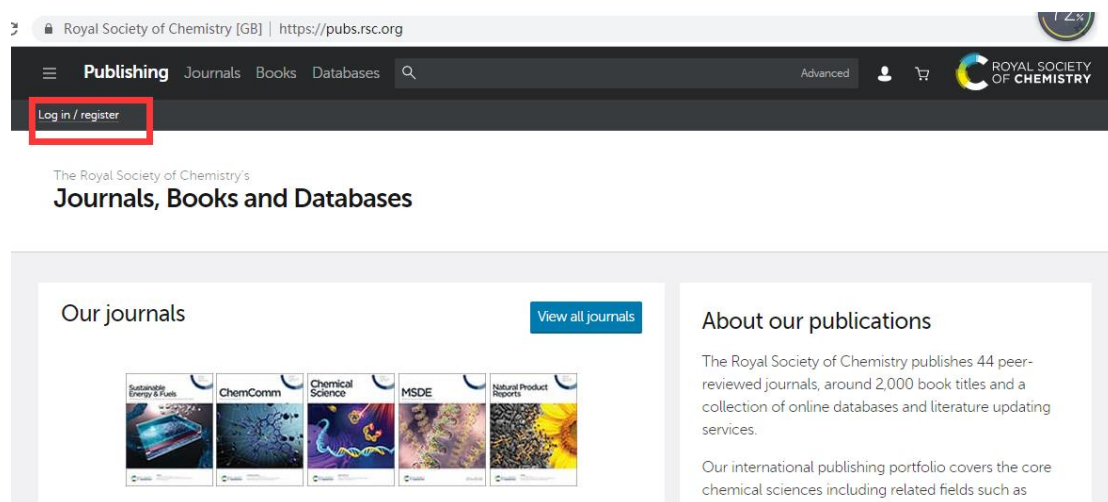 Royal Society of Chemistry [GB] | https://pubs.rsc.org
72%
Publishing Journals Books Databases Advanced
ROYAL SOCIETY
OF CHEMISTRY
Log in / register
The Royal Society of Chemistry's
Journals, Books and Databases
Our journals
View all journals
Sustainable
Energy & Fuels
ChemComm
Chemical
Science
MSDE
Natural Product
Reports
About our publications
The Royal Society of Chemistry publishes 44 peer-
reviewed journals, around 2,000 book titles and a
collection of online databases and literature updating
services.
Our international publishing portfolio covers the core
chemical sciences including related fields such as